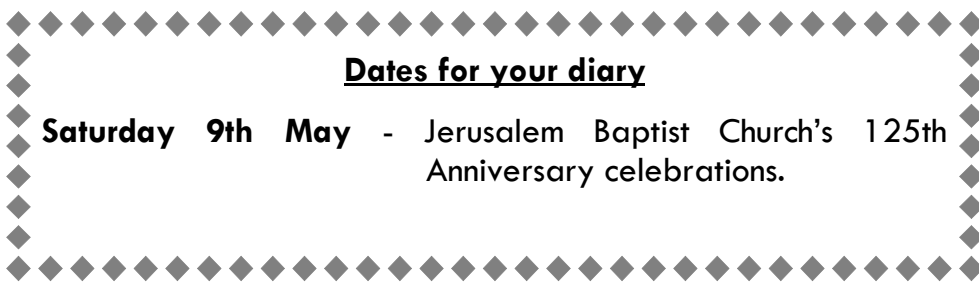 Dates for your diary
Saturday 9th May - Jerusalem Baptist Church’s 125th
Anniversary celebrations.